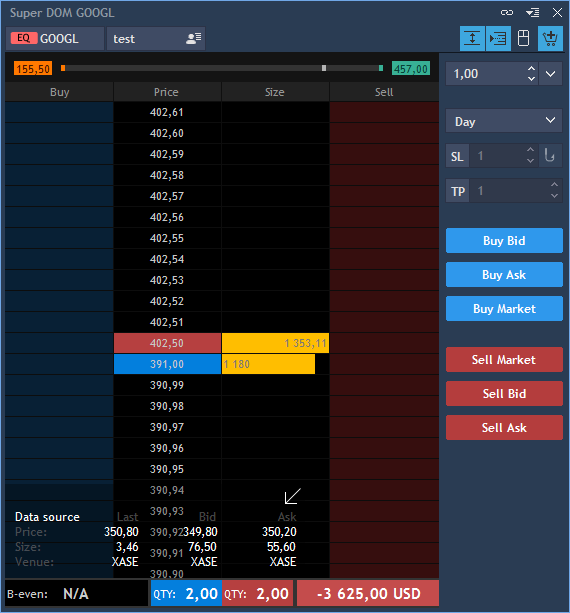 Super DOM GOOGL
EQ GOOGL test
155,50 457,00 1,00
Buy Price Size Sell
402,61
402,60 Day
402,59
402,58 SL 1
402,57
402,56 TP 1
402,55
402,54
402,53 Buy Bid
402,52 Buy Ask
402,51 Buy Market
402,50 1 353,11
391,00 1 180 Sell Market
390,99 Sell Bid
390,98
390,97 Sell Ask
390,96
390,95
390,94
390,93
Data source Last Bid Ask
Price: 350,80 390,92 349,80 350,20
Size: 3,46 76,50 55,60
390,91
Venue: XASE XASE XASE
390,90
B-even: N/A QTY: 2,00 QTY: 2,00 -3 625,00 USD